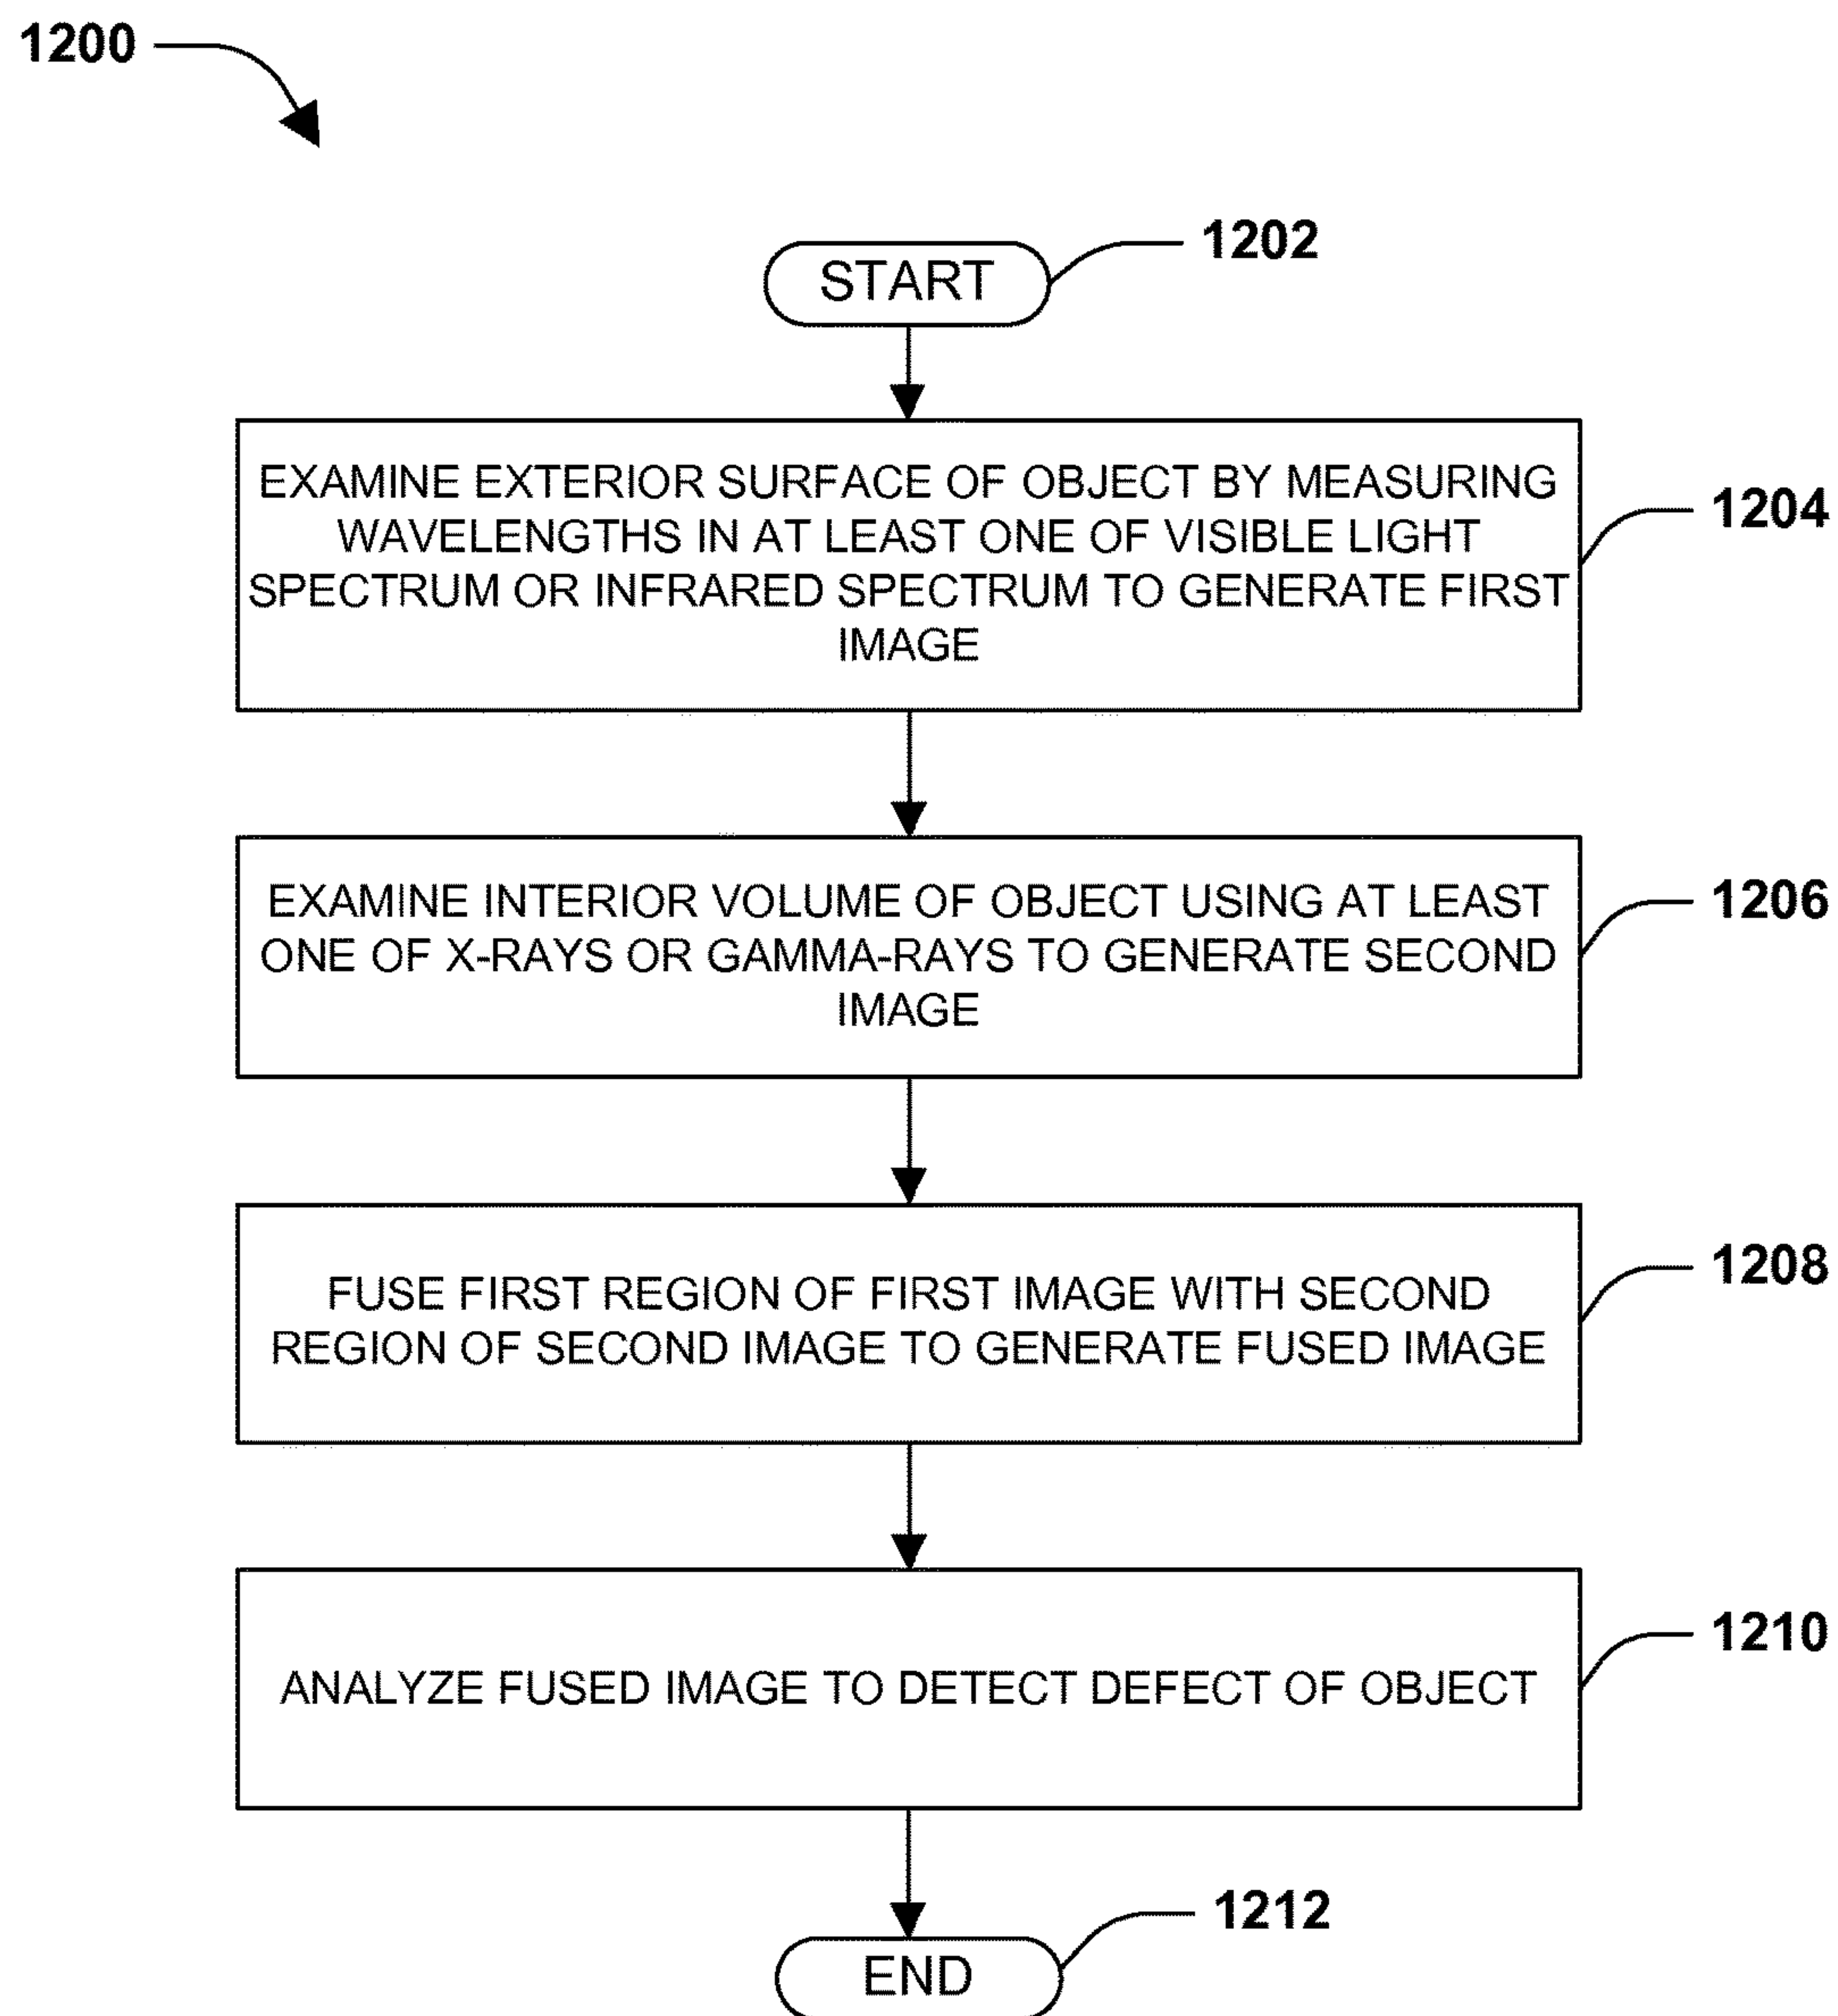 1200
START
1202
EXAMINE EXTERIOR SURFACE OF OBJECT BY MEASURING
WAVELENGTHS IN AT LEAST ONE OF VISIBLE LIGHT
SPECTRUM OR INFRARED SPECTRUM TO GENERATE FIRST
IMAGE
1204
EXAMINE INTERIOR VOLUME OF OBJECT USING AT LEAST
ONE OF X-RAYS OR GAMMA-RAYS TO GENERATE SECOND
IMAGE
1206
FUSE FIRST REGION OF FIRST IMAGE WITH SECOND
REGION OF SECOND IMAGE TO GENERATE FUSED IMAGE
1208
ANALYZE FUSED IMAGE TO DETECT DEFECT OF OBJECT
1210
END
1212